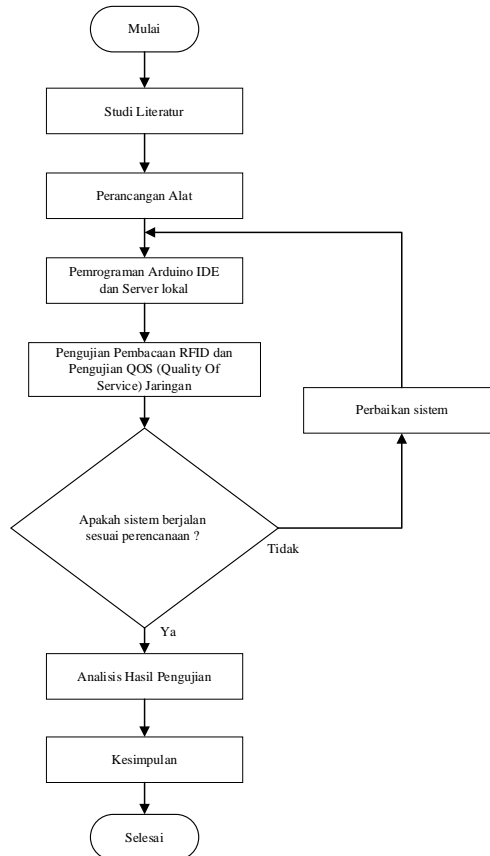 Mulai
Studi Literatur
Perancangan Alat
Pemrograman Arduino IDE
dan Server lokal
Pengujian Pembacaan RFID dan
Pengujian QOS (Quality Of
Service) Jaringan
Perbaikan sistem
Apakah sistem berjalan
sesuai perencanaan ?
Tidak
Ya
Analisis Hasil Pengujian
Kesimpulan
Selesai